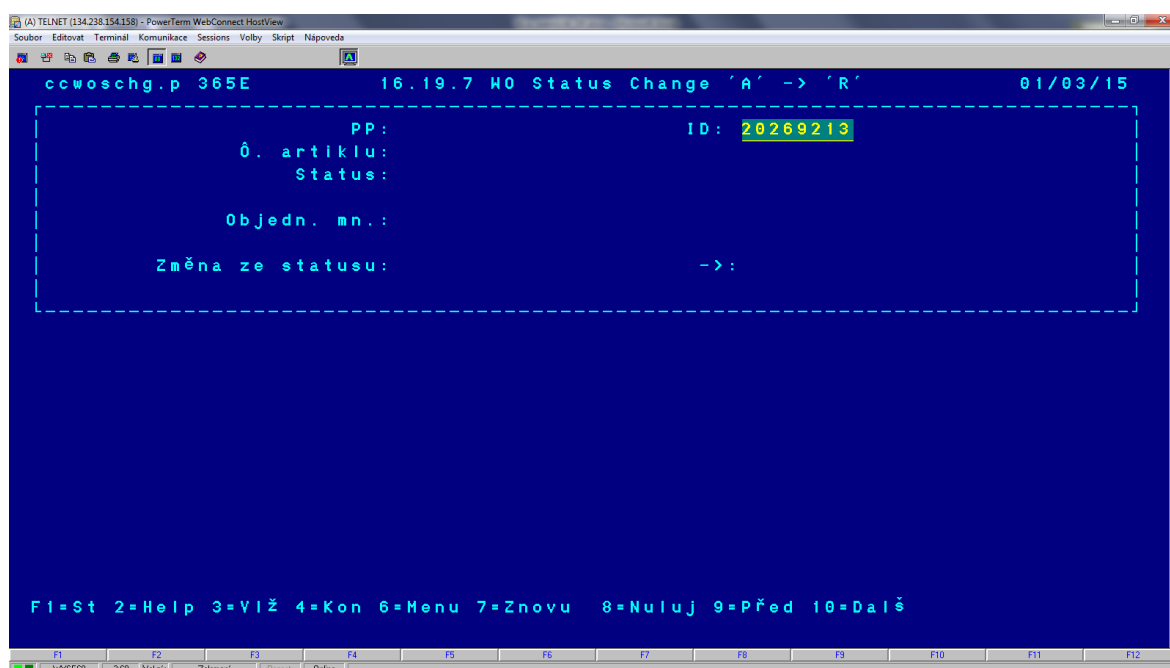 (A) TELNET (134.238.154.158) - PowerTerm WebConnect HostView
Soubor Editovat Terminál Komunikace Sessions Volby Skript Nápoveda
ccwoschg.p 365E 16.19.7 WO Status Change ´A´ -> ´R´ 01/03/15
PP: ID: 20269213
Ô. artiklu:
Status:
Objedn. mn.:
Změna ze statusu: ->:
F1=St 2=Help 3=Vlž 4=Kon 6=Menu 7=Znovu 8=Nuluj 9=Před 10=Dalš
F1 F2 F3 F4 F5 F6 F7 F8 F9 F10 F11 F12